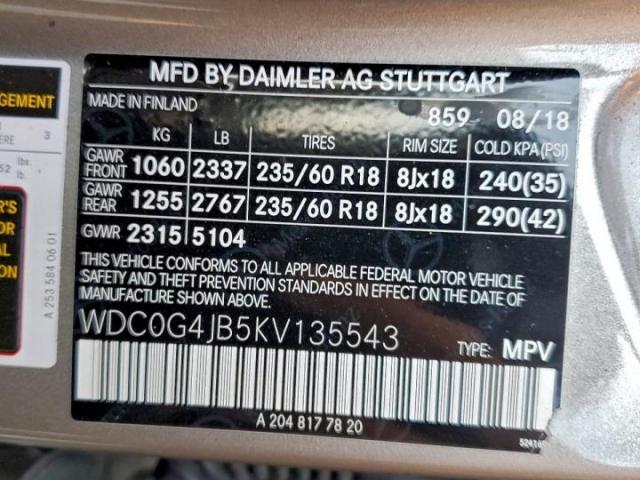 MFD BY DAIMLER AG STUTTGART
MADE IN FINLAND
859 08/18
KG LB TIRES RIM SIZE COLD KPA(PSI)
GAWR FRONT 1060 2337 235/60 R18 8Jx18 240(35)
GAWR REAR 1255 2767 235/60 R18 8Jx18 290(42)
GVWR 2315 5104
THIS VEHICLE CONFORMS TO ALL APPLICABLE FEDERAL MOTOR VEHICLE
SAFETY AND THEFT PREVENTION STANDARDS IN EFFECT ON THE DATE
OF MANUFACTURE SHOWN ABOVE.
WDC0G4JB5KV135543
TYPE: MPV
A 204 817 78 20
A 253 584 06 01
3
lbs.